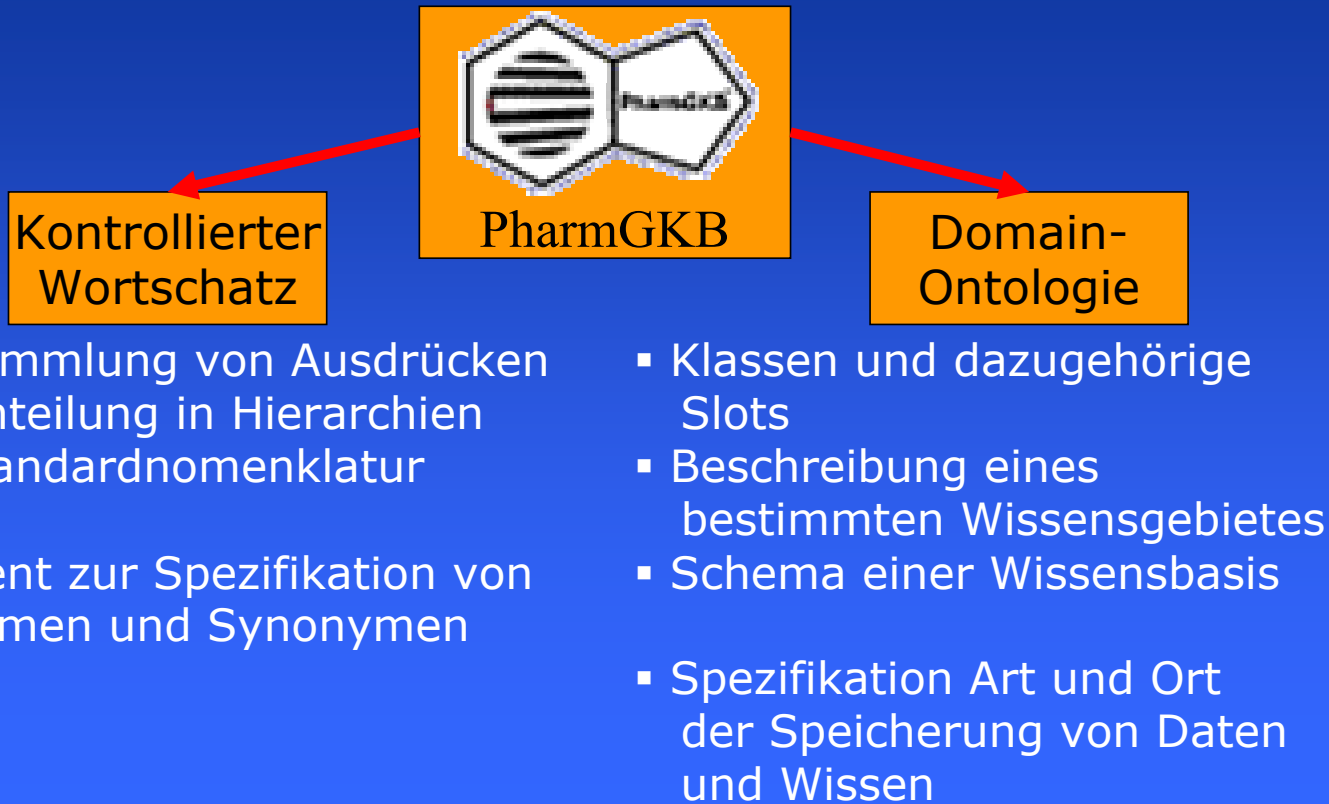 PharmGKB
PharmGKB
Kontrollierter
Wortschatz
Domain-
Ontologie
mmlung von Ausdrücken
nteilung in Hierarchien
andardnomenklatur
ent zur Spezifikation von
men und Synonymen
▪ Klassen und dazugehörige
Slots
▪ Beschreibung eines
bestimmten Wissensgebietes
▪ Schema einer Wissensbasis
▪ Spezifikation Art und Ort
der Speicherung von Daten
und Wissen